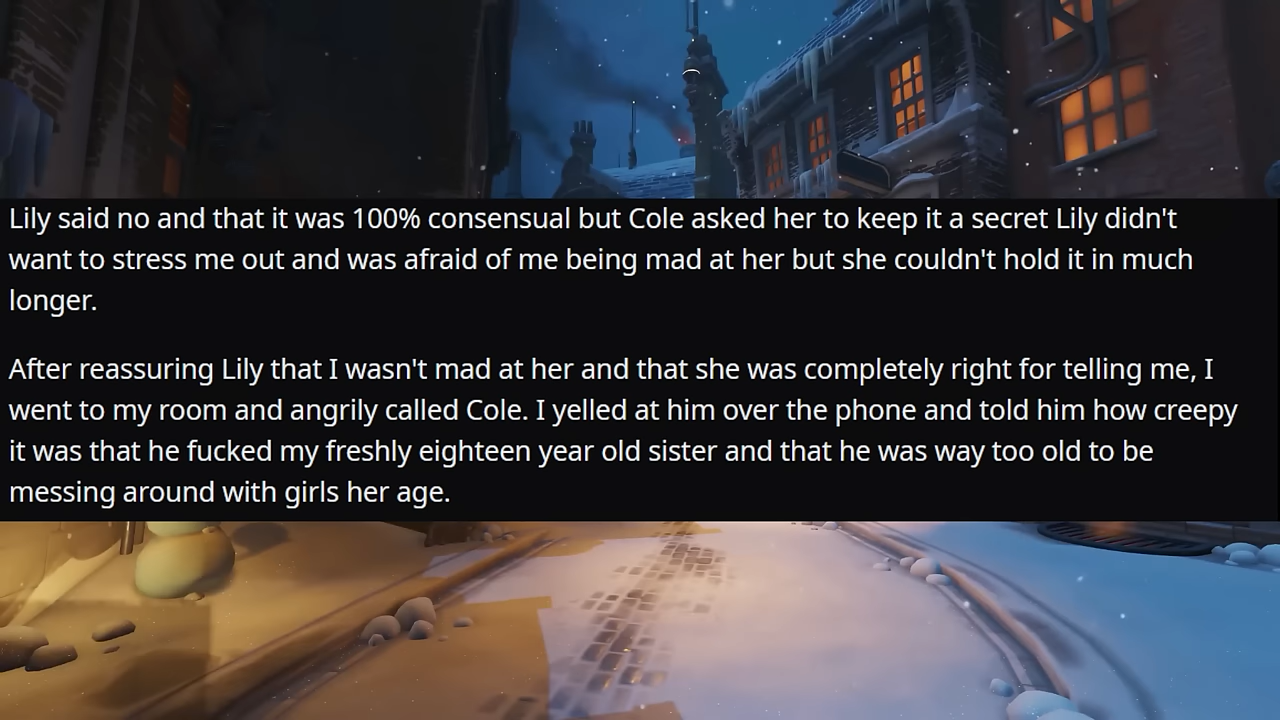 Lily said no and that it was 100% consensual but Cole asked her to keep it a secret Lily didn't
want to stress me out and was afraid of me being mad at her but she couldn't hold it in much
longer.
After reassuring Lily that I wasn't mad at her and that she was completely right for telling me, I
went to my room and angrily called Cole. I yelled at him over the phone and told him how creepy
it was that he fucked my freshly eighteen year old sister and that he was way too old to be
messing around with girls her age.